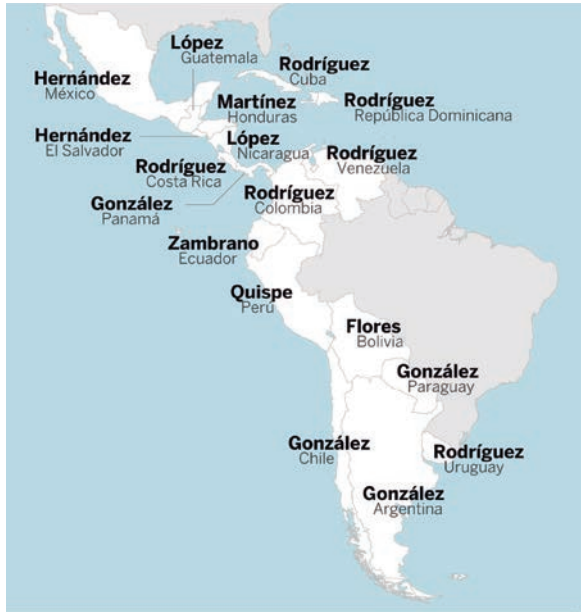 López
Guatemala
Rodríguez
Cuba
Hernández
México
Martínez
Honduras
Rodríguez
República Dominicana
Hernández
El Salvador
López
Nicaragua
Rodríguez
Costa Rica
Rodríguez
Venezuela
González
Panamá
Rodríguez
Colombia
Zambrano
Ecuador
Quispe
Perú
Flores
Bolivia
González
Paraguay
González
Chile
Rodríguez
Uruguay
González
Argentina